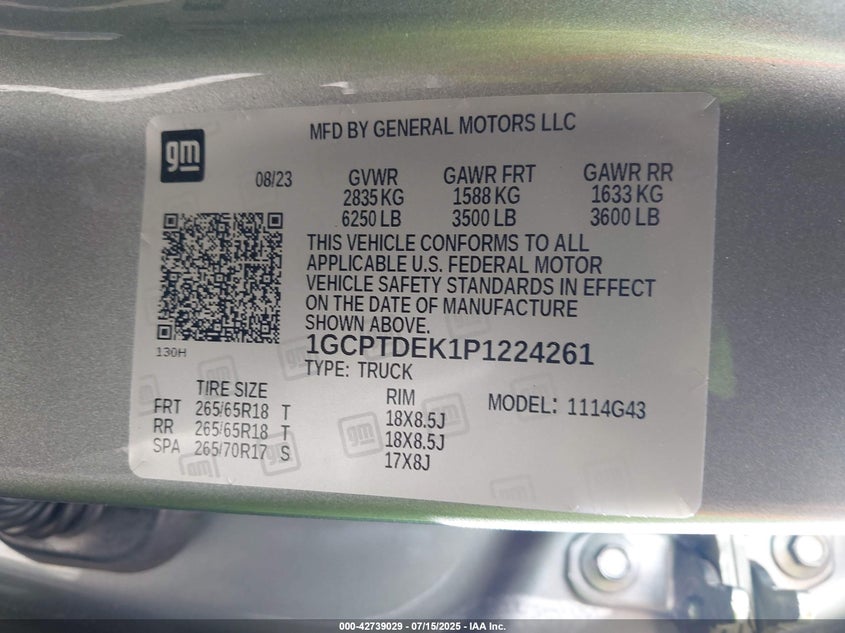 gm
MFD BY GENERAL MOTORS LLC
08/23
GVWR GAWR FRT GAWR RR
2835 KG 1588 KG 1633 KG
6250 LB 3500 LB 3600 LB
THIS VEHICLE CONFORMS TO ALL
APPLICABLE U.S. FEDERAL MOTOR
VEHICLE SAFETY STANDARDS IN EFFECT
ON THE DATE OF MANUFACTURE
SHOWN ABOVE.
130H
1GCPTDEK1P1224261
TYPE: TRUCK
TIRE SIZE RIM MODEL: 1114G43
FRT 265/65R18 T 18X8.5J
RR 265/65R18 T 18X8.5J
SPA 265/70R17 S 17X8J
000-42739029 - 07/15/2025 - IAA Inc.